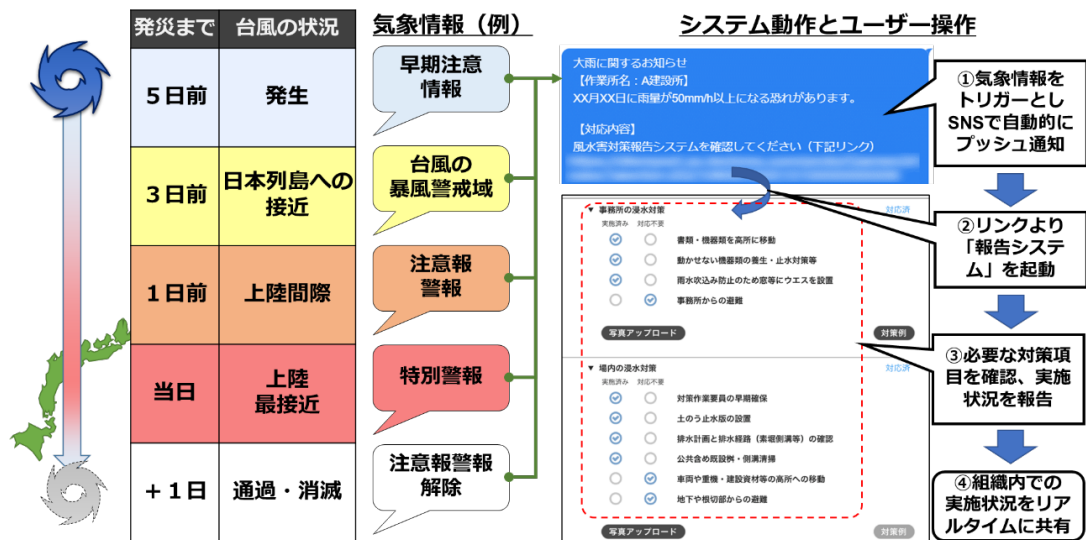 発災まで
台風の状況
気象情報（例）
システム動作とユーザー操作
５日前
発生
早期注意
情報
３日前
日本列島への
接近
台風の
暴風警戒域
１日前
上陸間際
注意報
警報
当日
上陸
最接近
特別警報
＋１日
通過・消滅
注意報警報
解除
大雨に関するお知らせ
【作業所名：A建設所】
XX月XX日に雨量が50mm/h以上になる恐れがあります。
【対応内容】
風水害対策報告システムを確認してください（下記リンク）
▼ 事務所の浸水対策
対応済
実施済み 対応不要
書類・機器類を高所に移動
動かせない機器類の養生・止水対策等
雨水吹込み防止のため窓等にウエスを設置
事務所からの避難
写真アップロード
対策例
▼ 場内の浸水対策
対応済
実施済み 対応不要
対策作業要員の早期確保
土のう止水版の設置
排水計画と排水経路（素堀側溝等）の確認
公共含め既設桝・側溝清掃
車両や重機・建設資材等の高所への移動
地下や根切部からの避難
写真アップロード
対策例
①気象情報を
トリガーとし
SNSで自動的に
プッシュ通知
②リンクより
「報告システ
ム」を起動
③必要な対策項
目を確認、実施
状況を報告
④組織内での
実施状況をリア
ルタイムに共有